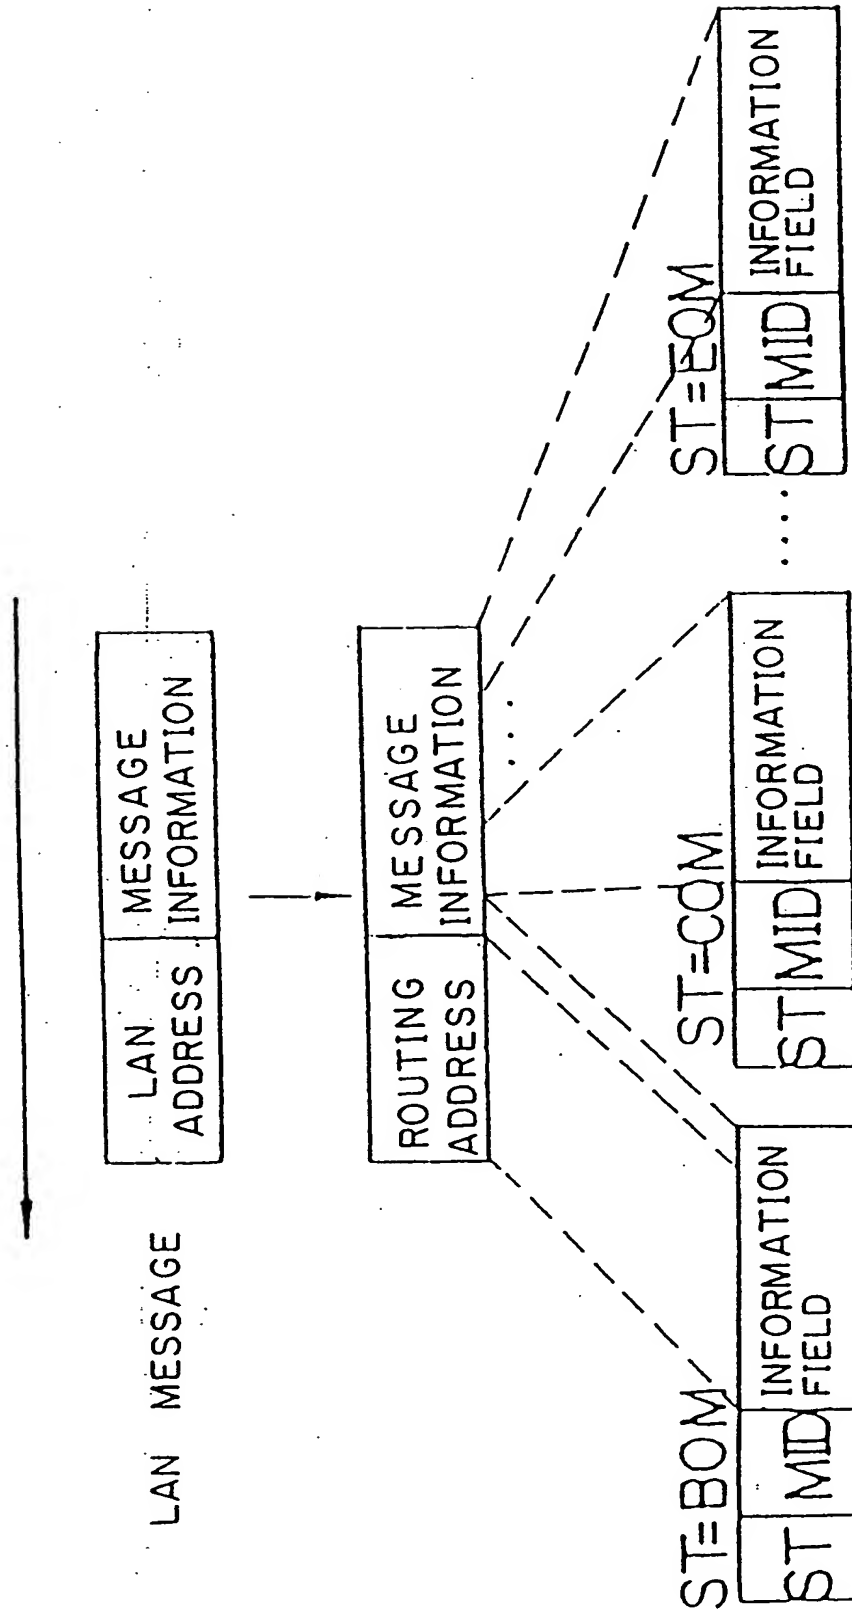 LAN MESSAGE
LAN
ADDRESS
MESSAGE
INFORMATION
ROUTING
ADDRESS
MESSAGE
INFORMATION
....
ST=BOM
ST
MID
INFORMATION
FIELD
ST=COM
ST
MID
INFORMATION
FIELD
....
ST=EOM
ST
MID
INFORMATION
FIELD